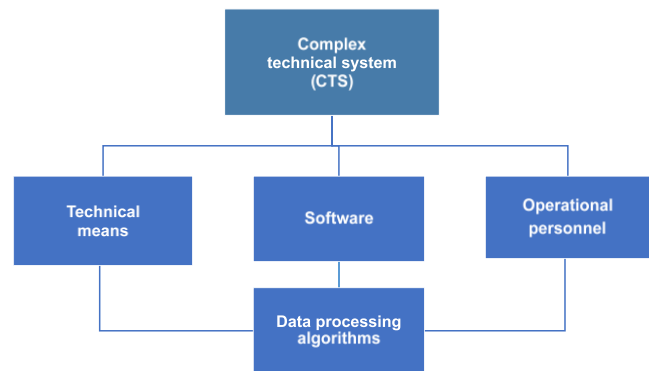 Complex
technical system
(CTS)
Technical
means
Software
Operational
personnel
Data processing
algorithms